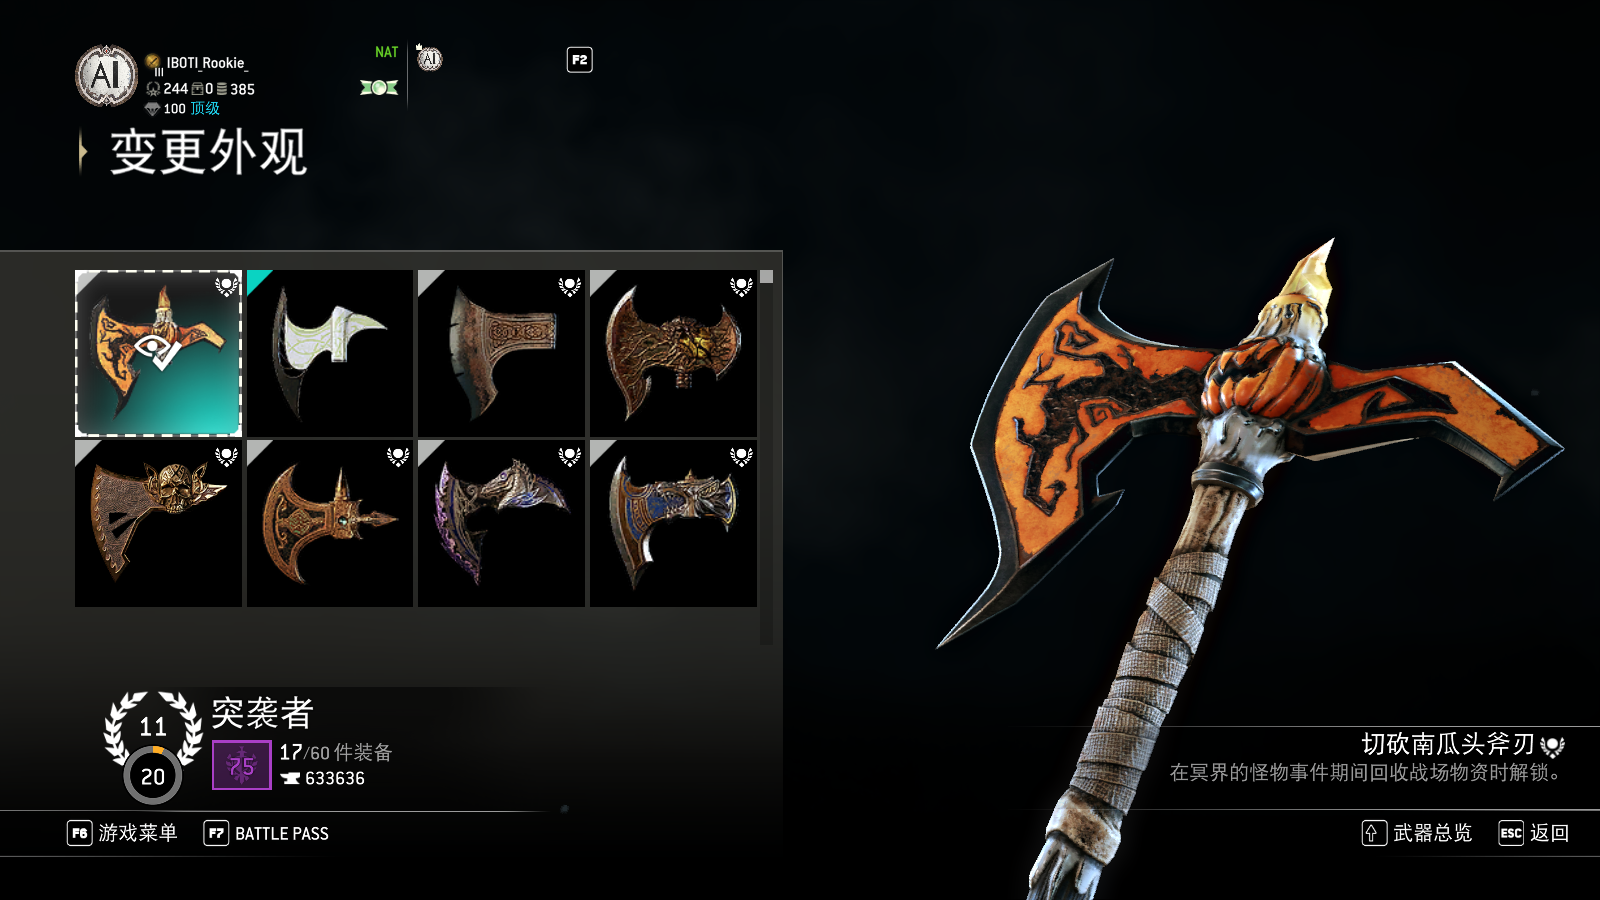 AI
IBOTI_Rookie_
III
244 0 385
100 顶级
NAT
AI
F2
变更外观
11
20
突袭者
75
17/60 件装备
633636
切砍南瓜头斧刃
在冥界的怪物事件期间回收战场物资时解锁。
F6 游戏菜单
F7 BATTLE PASS
武器总览
ESC 返回